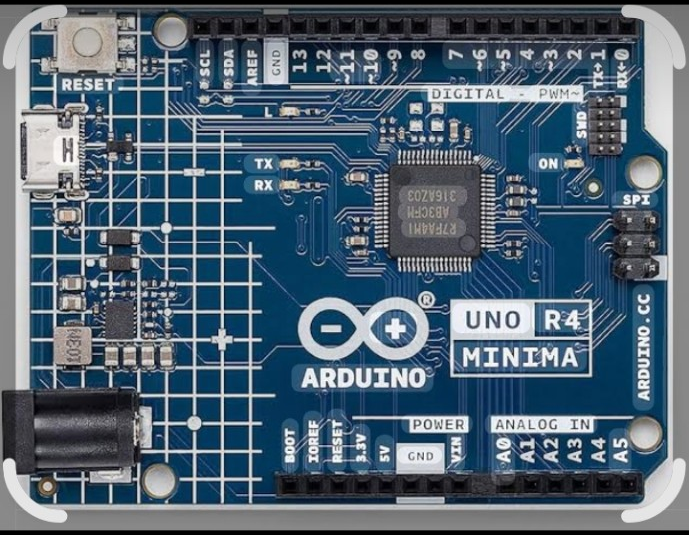 RESET
SCL
SDA
AREF
GND
13
12
~11
~10
~9
8
7
~6
~5
4
~3
2
TX→1
RX←0
DIGITAL - PWM~
L
SWD
TX
RX
ON
R7FA4M1
AB3CFM
316AZ03
SPI
®
UNO R4
MINIMA
ARDUINO
ARDUINO.CC
POWER
ANALOG IN
BOOT
IOREF
RESET
3.3V
5V
GND
VIN
A0
A1
A2
A3
A4
A5